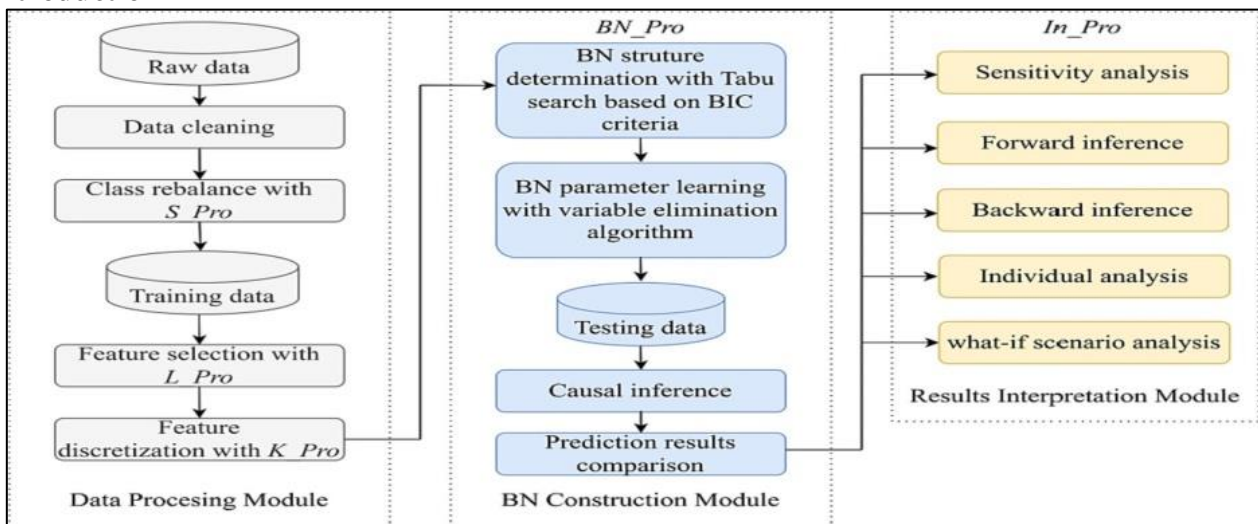 Raw data
Data cleaning
Class rebalance with
S_Pro
Training data
Feature selection with
L_Pro
Feature
discretization with K_Pro
Data Procesing Module
BN_Pro
BN struture
determination with Tabu
search based on BIC
criteria
BN parameter learning
with variable elimination
algorithm
Testing data
Causal inference
Prediction results
comparison
BN Construction Module
In_Pro
Sensitivity analysis
Forward inference
Backward inference
Individual analysis
what-if scenario analysis
Results Interpretation Module